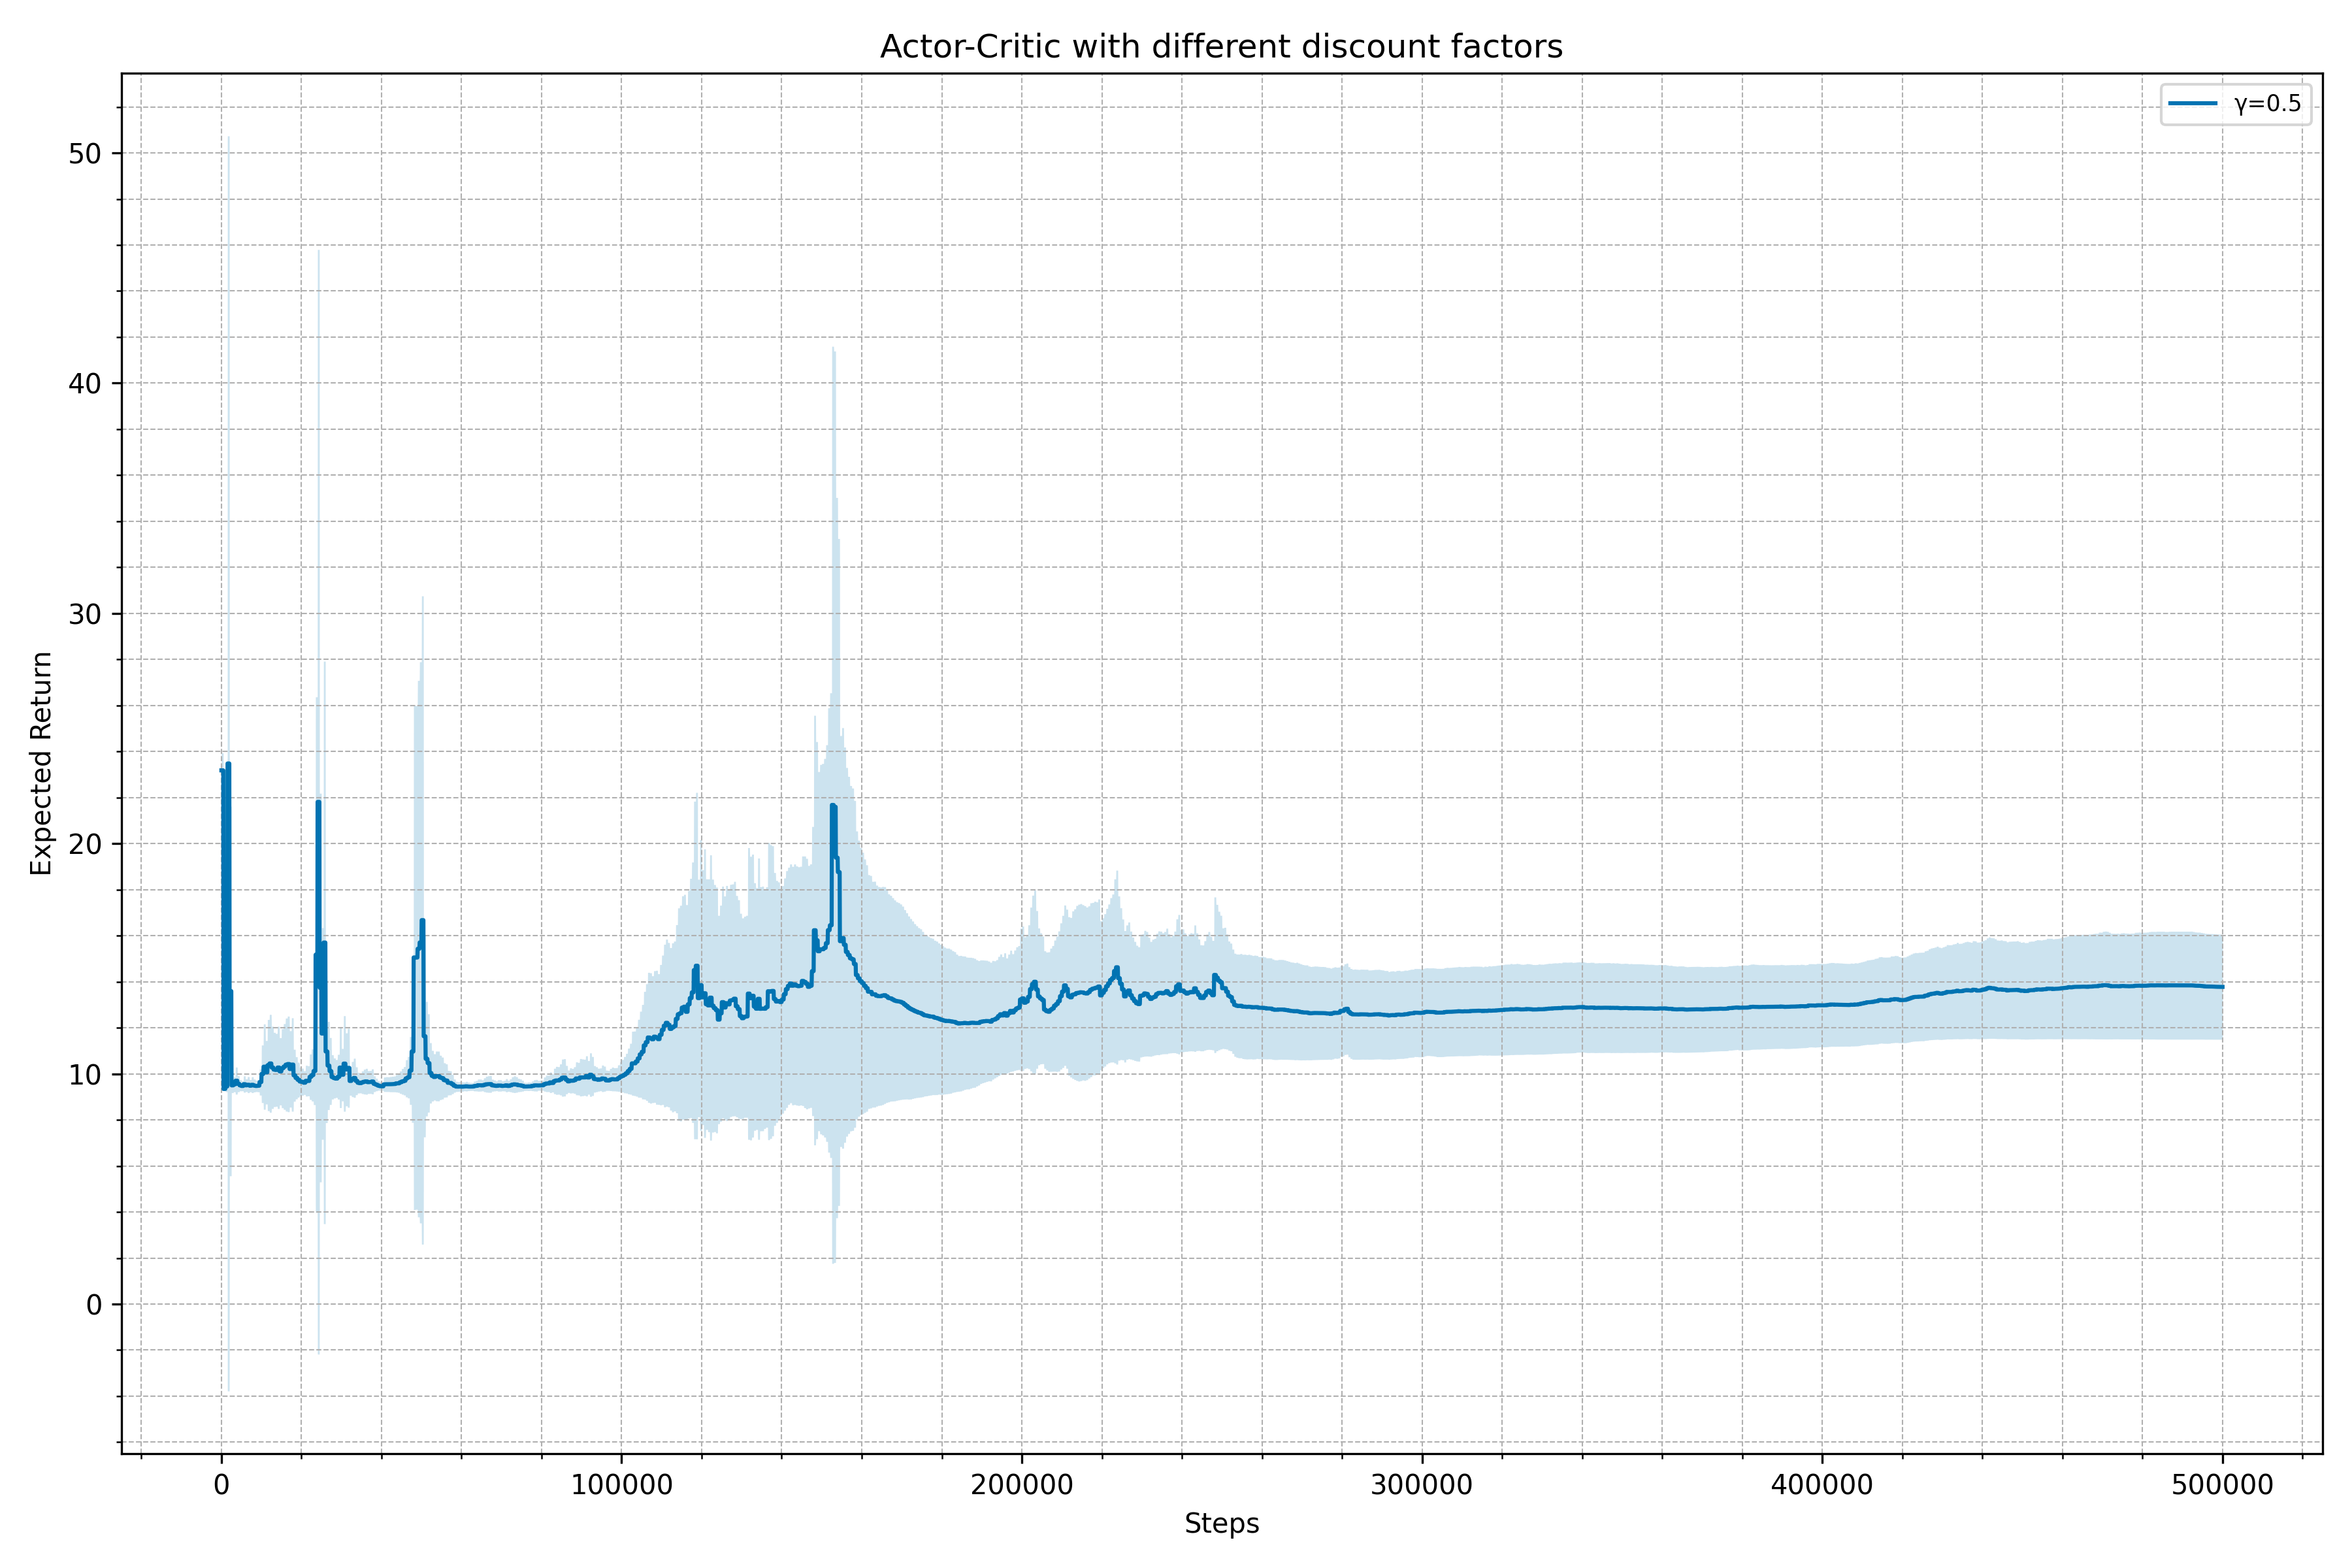 Actor-Critic with different discount factors
γ=0.5
50
40
30
20
10
0
Expected Return
0 100000 200000 300000 400000 500000
Steps